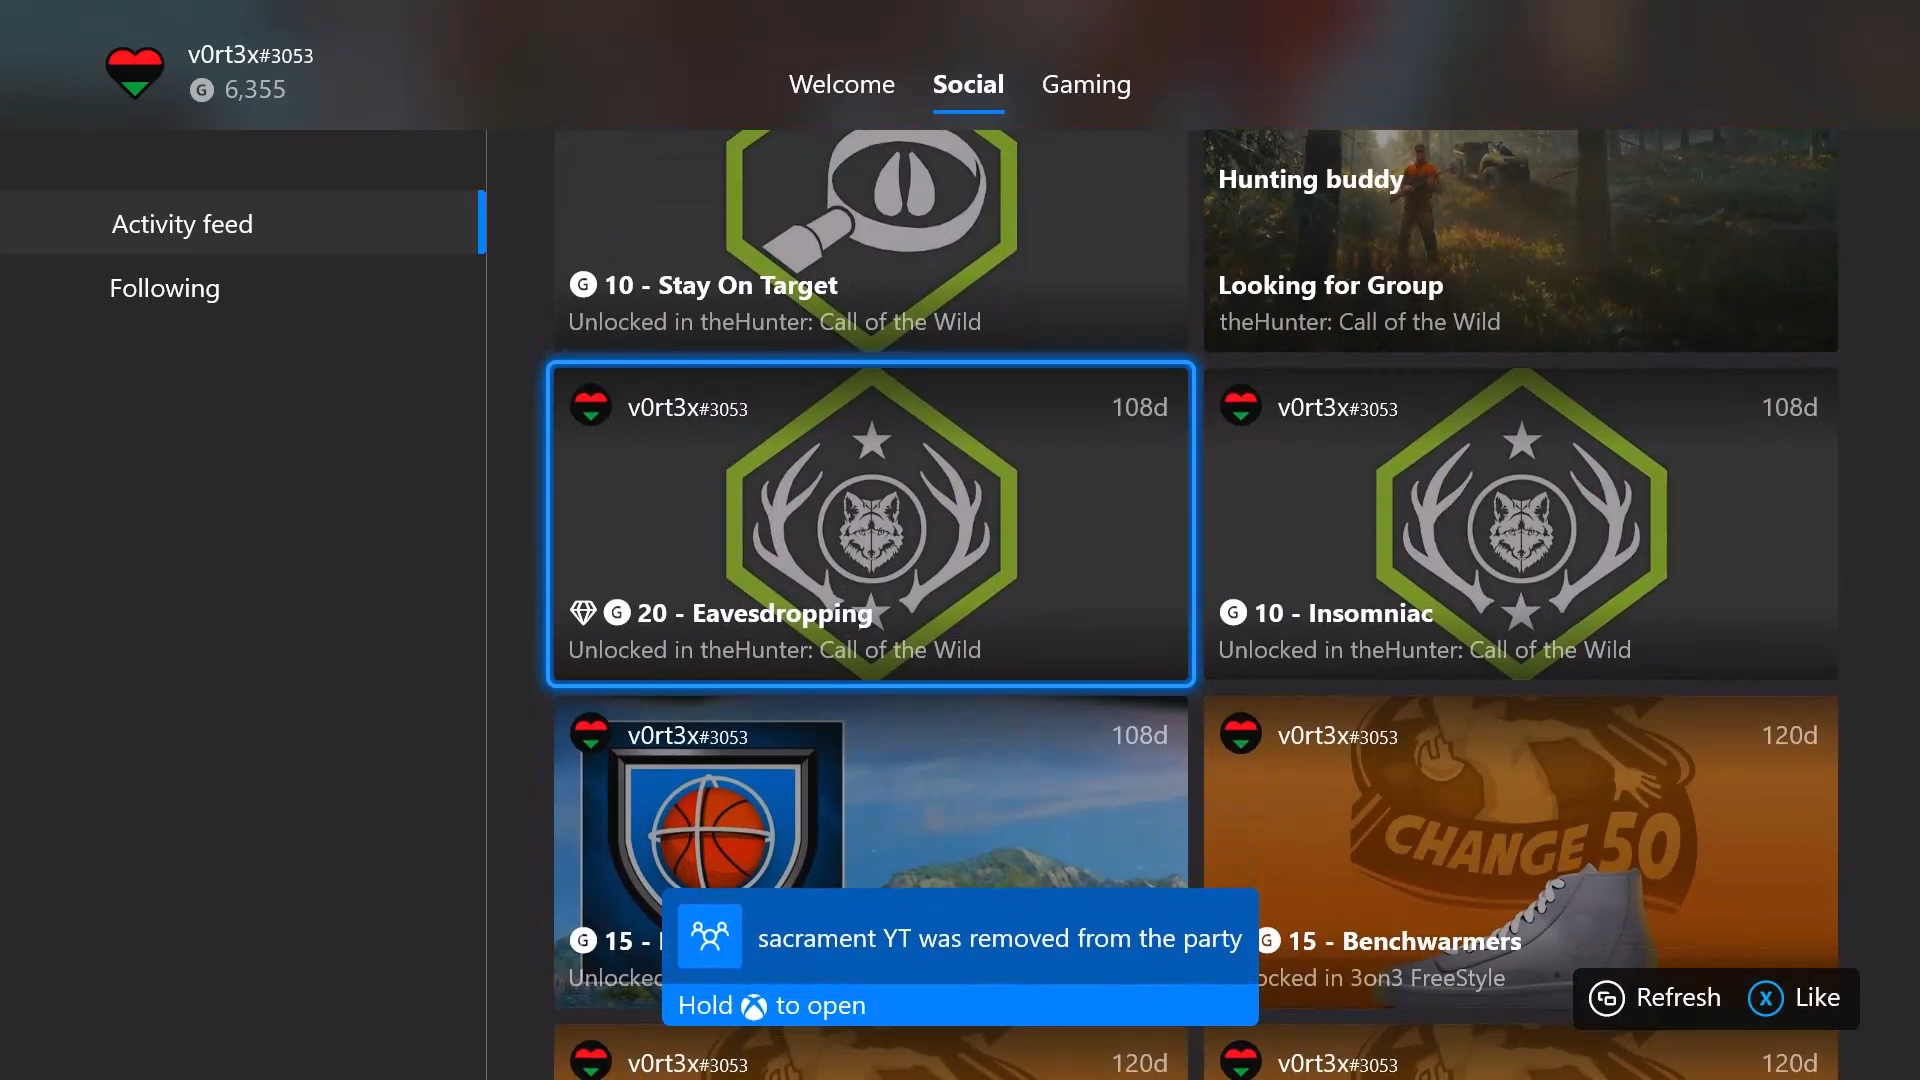 v0rt3x#3053
G 6,355
Welcome Social Gaming
Activity feed
Following
G 10 - Stay On Target
Unlocked in theHunter: Call of the Wild
Hunting buddy
Looking for Group
theHunter: Call of the Wild
v0rt3x#3053 108d
G 20 - Eavesdropping
Unlocked in theHunter: Call of the Wild
v0rt3x#3053 108d
G 10 - Insomniac
Unlocked in theHunter: Call of the Wild
v0rt3x#3053 108d
G 15 -
v0rt3x#3053 120d
CHANGE 50
G 15 - Benchwarmers
in 3on3 FreeStyle
sacrament YT was removed from the party
Hold to open
Refresh X Like
v0rt3x#3053 120d
v0rt3x#3053 120d